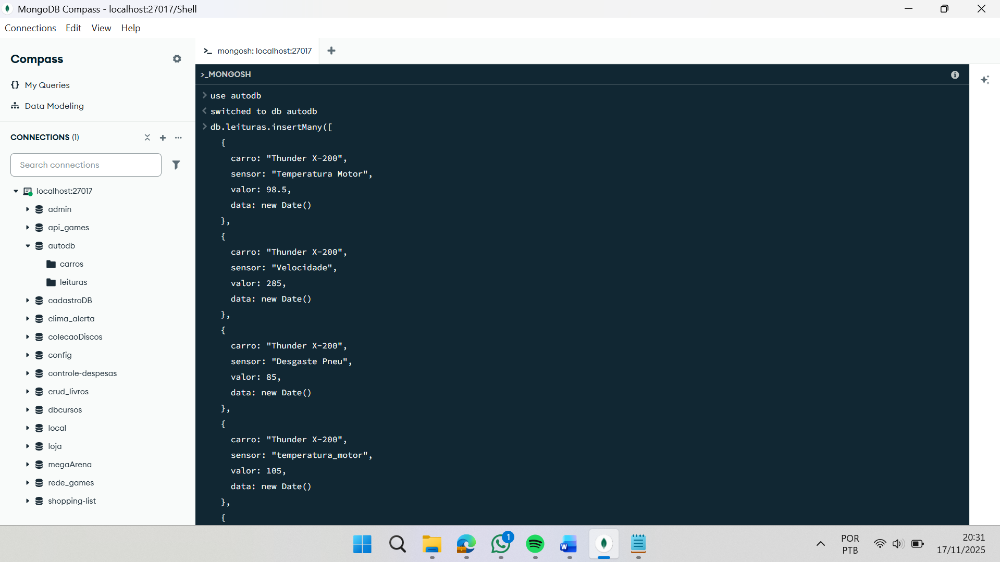 MongoDB Compass - localhost:27017/Shell
Connections Edit View Help
Compass
My Queries
Data Modeling
CONNECTIONS (1)
Search connections
localhost:27017
admin
api_games
autodb
carros
leituras
cadastroDB
clima_alerta
colecaoDiscos
config
controle-despesas
crud_livros
dbcursos
local
loja
megaArena
rede_games
shopping-list
mongosh: localhost:27017
>_MONGOSH
use autodb
switched to db autodb
db.leituras.insertMany([
{
carro: "Thunder X-200",
sensor: "Temperatura Motor",
valor: 98.5,
data: new Date()
},
{
carro: "Thunder X-200",
sensor: "Velocidade",
valor: 285,
data: new Date()
},
{
carro: "Thunder X-200",
sensor: "Desgaste Pneu",
valor: 85,
data: new Date()
},
{
carro: "Thunder X-200",
sensor: "temperatura_motor",
valor: 105,
data: new Date()
},
{
1
W
POR
PTB
20:31
17/11/2025